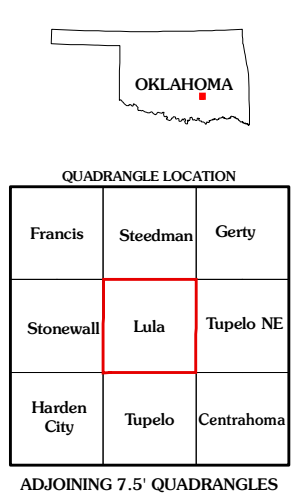 OKLAHOMA
QUADRANGLE LOCATION
Francis
Steedman
Gerty
Stonewall
Lula
Tupelo NE
Harden
City
Tupelo
Centrahoma
ADJOINING 7.5' QUADRANGLES